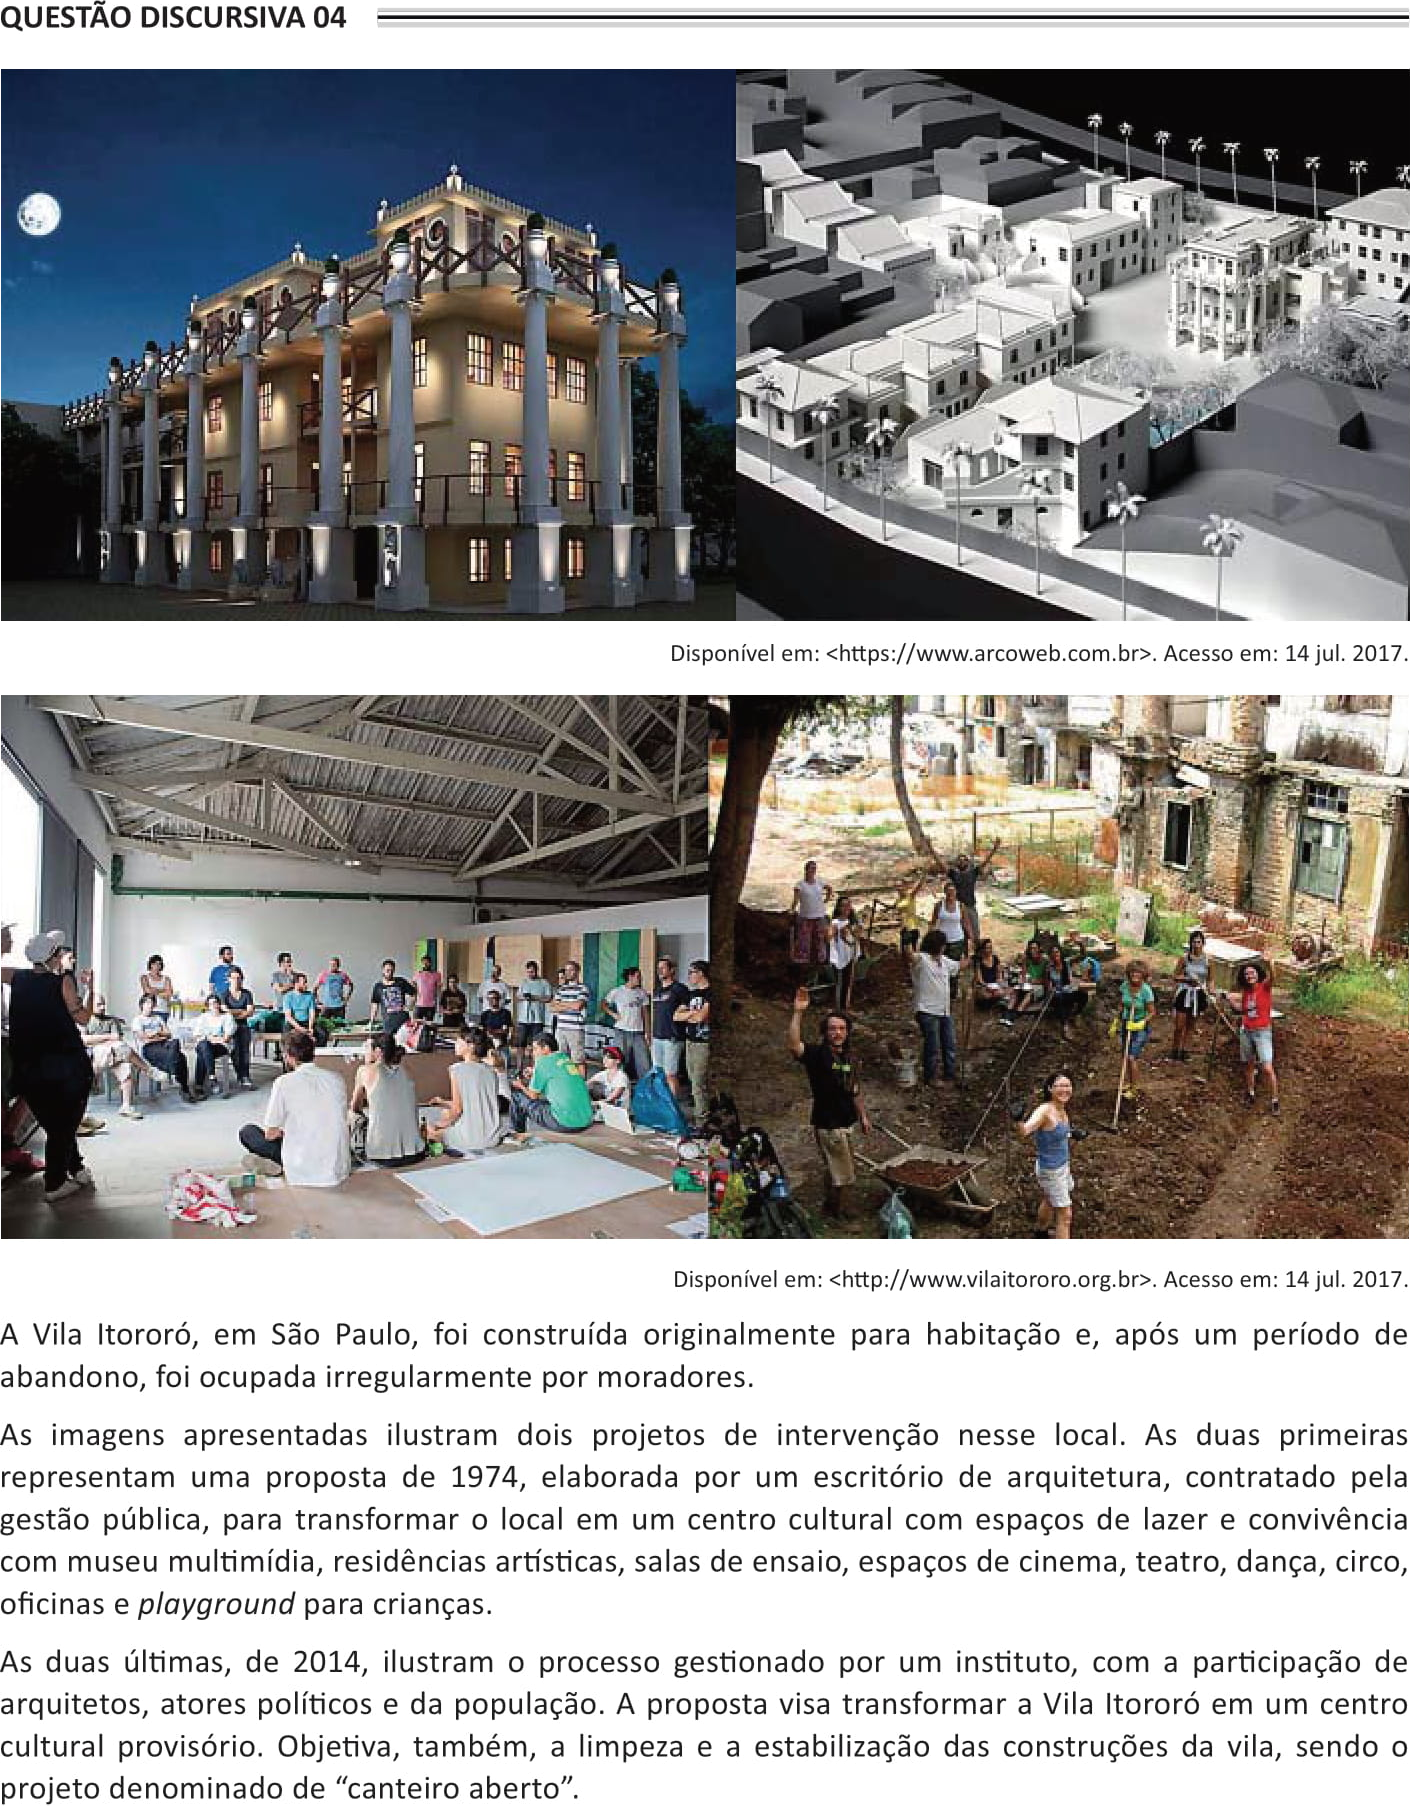 QUESTÃO DISCURSIVA 04
Disponível em: <https://www.arcoweb.com.br>. Acesso em: 14 jul. 2017.
Disponível em: <http://www.vilaitororo.org.br>. Acesso em: 14 jul. 2017.
A Vila Itororó, em São Paulo, foi construída originalmente para habitação e, após um período de
abandono, foi ocupada irregularmente por moradores.
As imagens apresentadas ilustram dois projetos de intervenção nesse local. As duas primeiras
representam uma proposta de 1974, elaborada por um escritório de arquitetura, contratado pela
gestão pública, para transformar o local em um centro cultural com espaços de lazer e convivência
com museu multimídia, residências artísticas, salas de ensaio, espaços de cinema, teatro, dança, circo,
oficinas e playground para crianças.
As duas últimas, de 2014, ilustram o processo gestionado por um instituto, com a participação de
arquitetos, atores políticos e da população. A proposta visa transformar a Vila Itororó em um centro
cultural provisório. Objetiva, também, a limpeza e a estabilização das construções da vila, sendo o
projeto denominado de “canteiro aberto”.